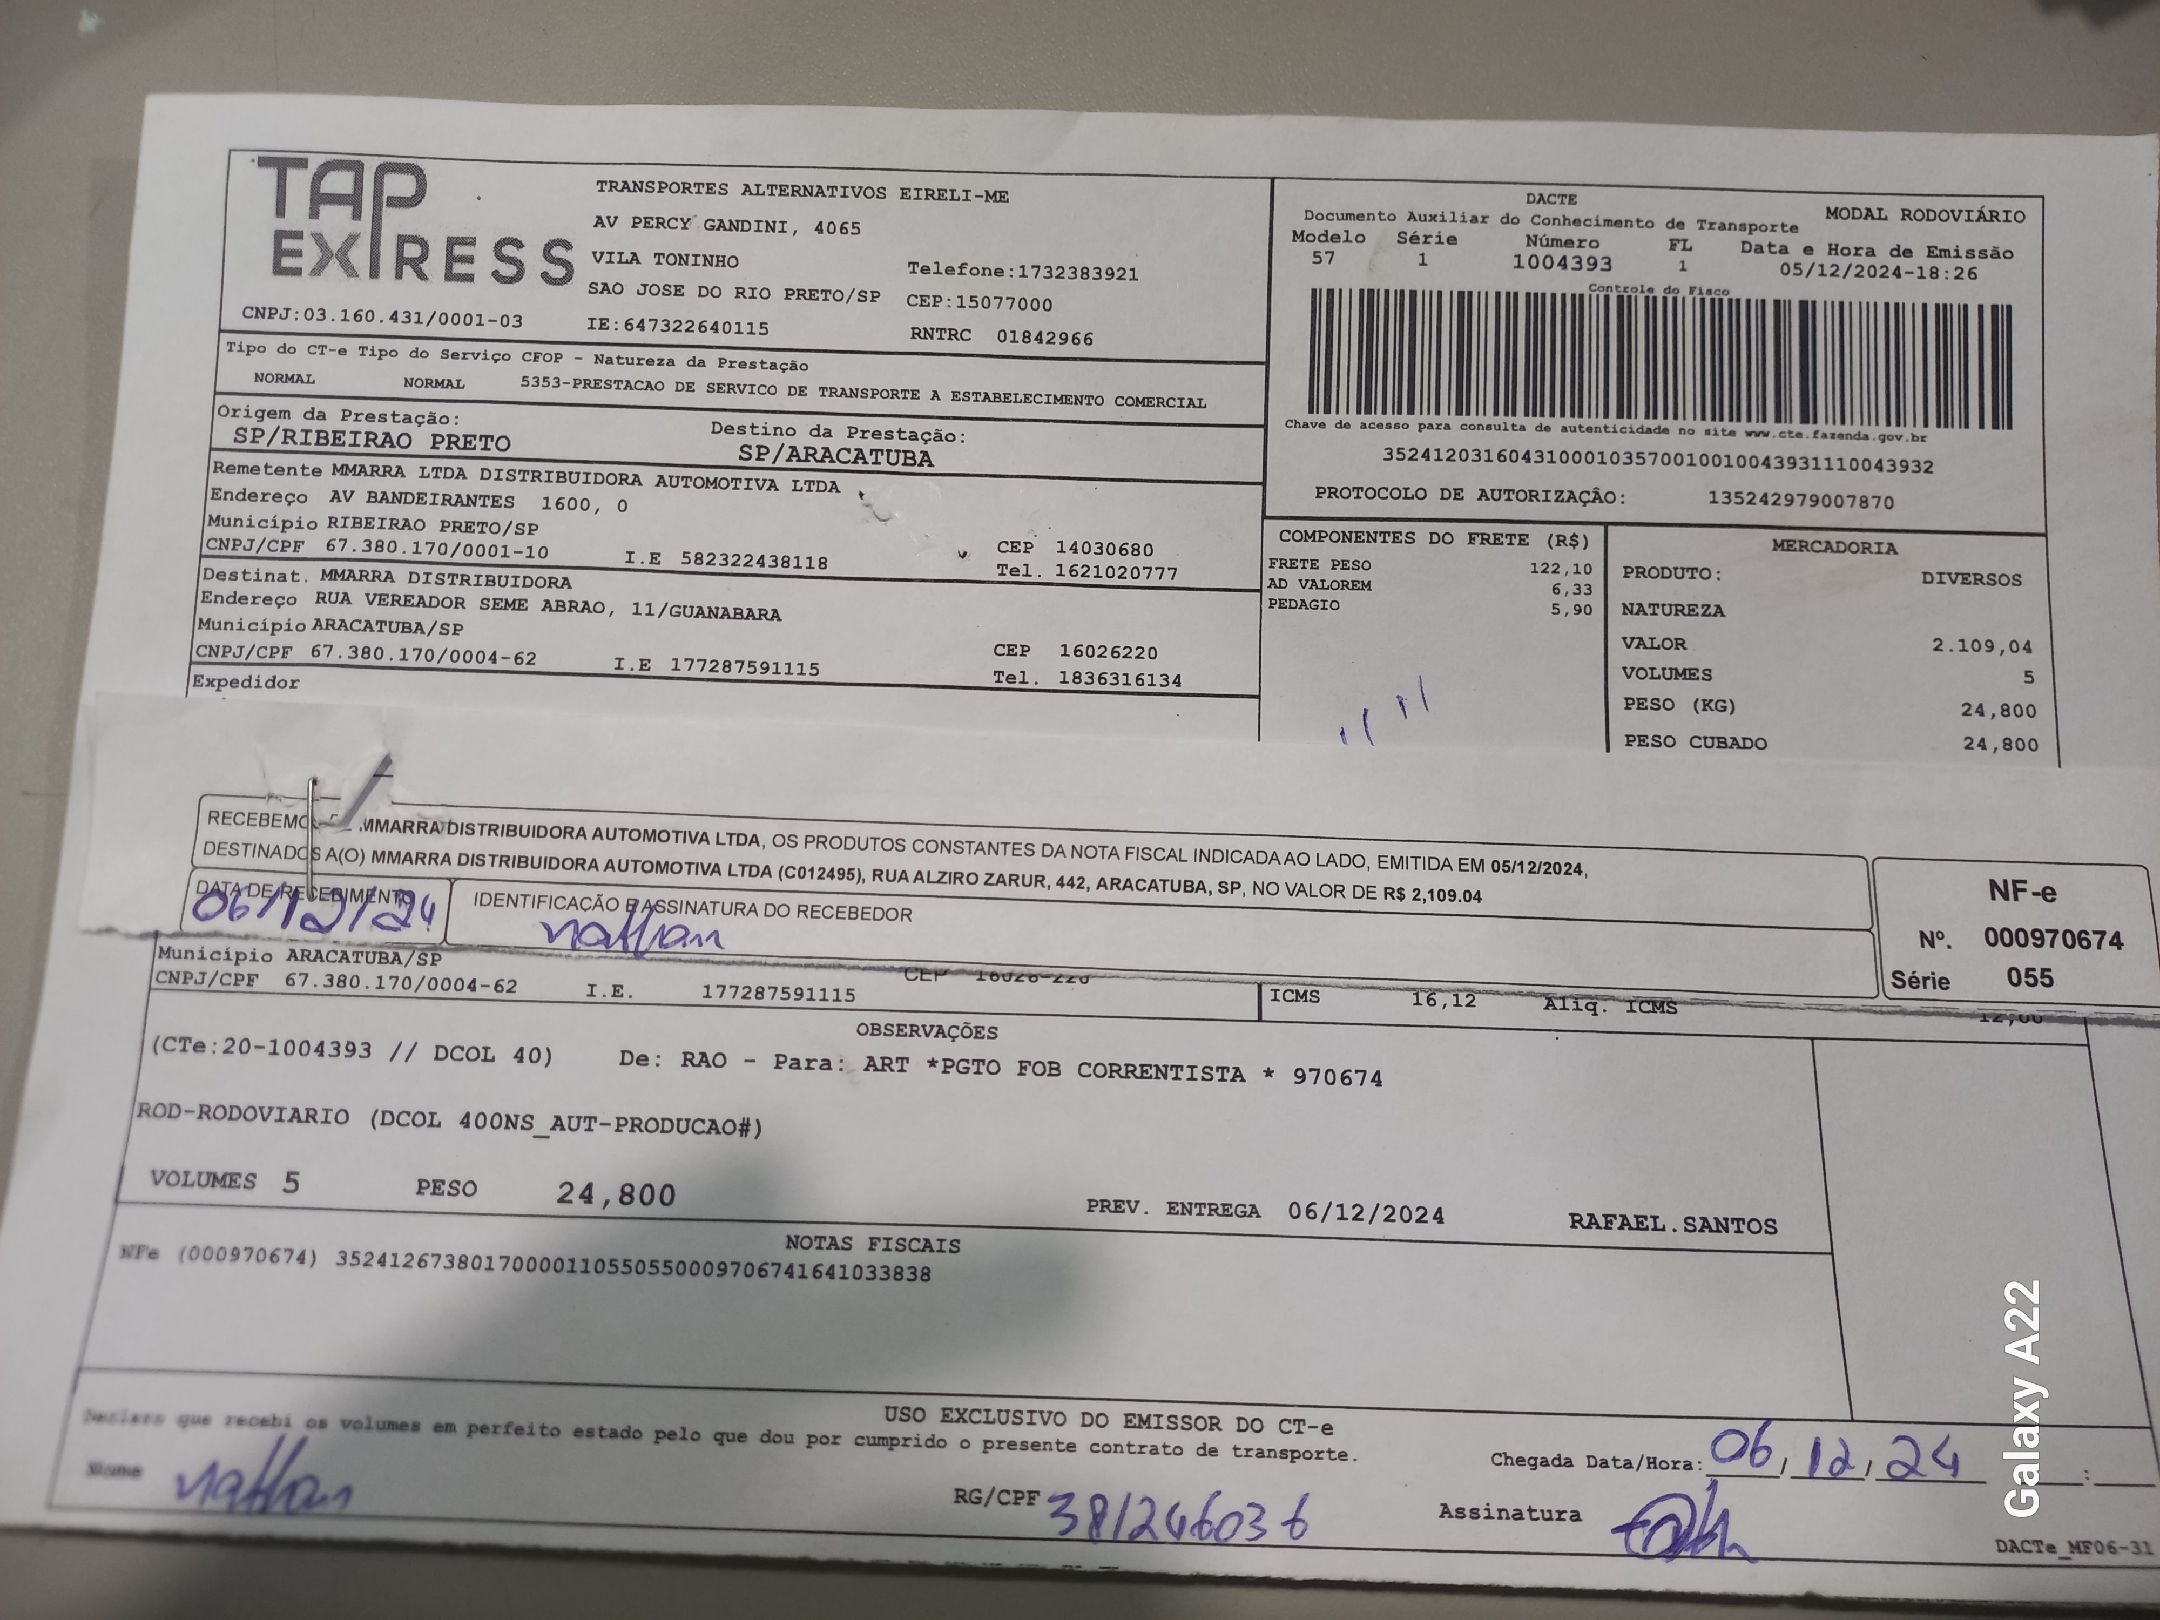 TAP
EXPRESS
TRANSPORTES ALTERNATIVOS EIRELI-ME
AV PERCY GANDINI, 4065
VILA TONINHO
Telefone:1732383921
SAO JOSE DO RIO PRETO/SP CEP:15077000
CNPJ:03.160.431/0001-03 IE:647322640115 RNTRC 01842966
DACTE
MODAL RODOVIÁRIO
Documento Auxiliar do Conhecimento de Transporte
Modelo Série Número FL Data e Hora de Emissão
57 1 1004393 1 05/12/2024-18:26
Controle do Fisco
Chave de acesso para consulta de autenticidade no site www.cte.fazenda.gov.br
35241203160431000103570010010043931110043932
PROTOCOLO DE AUTORIZAÇÃO: 135242979007870
Tipo do CT-e Tipo do Serviço CFOP - Natureza da Prestação
NORMAL NORMAL 5353-PRESTACAO DE SERVICO DE TRANSPORTE A ESTABELECIMENTO COMERCIAL
Origem da Prestação: Destino da Prestação:
SP/RIBEIRAO PRETO SP/ARACATUBA
Remetente MMARRA LTDA DISTRIBUIDORA AUTOMOTIVA LTDA
Endereço AV BANDEIRANTES 1600, 0
Município RIBEIRAO PRETO/SP CEP 14030680
CNPJ/CPF 67.380.170/0001-10 I.E 582322438118 Tel. 1621020777
Destinat. MMARRA DISTRIBUIDORA
Endereço RUA VEREADOR SEME ABRAO, 11/GUANABARA
Município ARACATUBA/SP CEP 16026220
CNPJ/CPF 67.380.170/0004-62 I.E 177287591115 Tel. 1836316134
Expedidor
COMPONENTES DO FRETE (R$)
FRETE PESO 122,10
AD VALOREM 6,33
PEDAGIO 5,90
MERCADORIA
PRODUTO: DIVERSOS
NATUREZA
VALOR 2.109,04
VOLUMES 5
PESO (KG) 24,800
PESO CUBADO 24,800
RECEBEMO MMARRA DISTRIBUIDORA AUTOMOTIVA LTDA, OS PRODUTOS CONSTANTES DA NOTA FISCAL INDICADA AO LADO, EMITIDA EM 05/12/2024,
DESTINADOS A(O) MMARRA DISTRIBUIDORA AUTOMOTIVA LTDA (C012495), RUA ALZIRO ZARUR, 442, ARACATUBA, SP, NO VALOR DE R$ 2,109.04
DATA DE RECEBIMENTO IDENTIFICAÇÃO E ASSINATURA DO RECEBEDOR
06/12/24 nathan
NF-e
Nº. 000970674
Série 055
Município ARACATUBA/SP CEP 16026-220
CNPJ/CPF 67.380.170/0004-62 I.E. 177287591115
ICMS 16,12 Aliq. ICMS 12,00
OBSERVAÇÕES
(CTe:20-1004393 // DCOL 40) De: RAO - Para: ART *PGTO FOB CORRENTISTA * 970674
ROD-RODOVIARIO (DCOL 400NS_AUT-PRODUCAO#)
VOLUMES 5 PESO 24,800 PREV. ENTREGA 06/12/2024 RAFAEL.SANTOS
NOTAS FISCAIS
NFe (000970674) 35241267380170000110550550009706741641033838
USO EXCLUSIVO DO EMISSOR DO CT-e
Declaro que recebi os volumes em perfeito estado pelo que dou por cumprido o presente contrato de transporte.
Chegada Data/Hora: 06/12/24 :
Nome nathan RG/CPF 381246036 Assinatura
DACTe_MF06-31
Galaxy A22